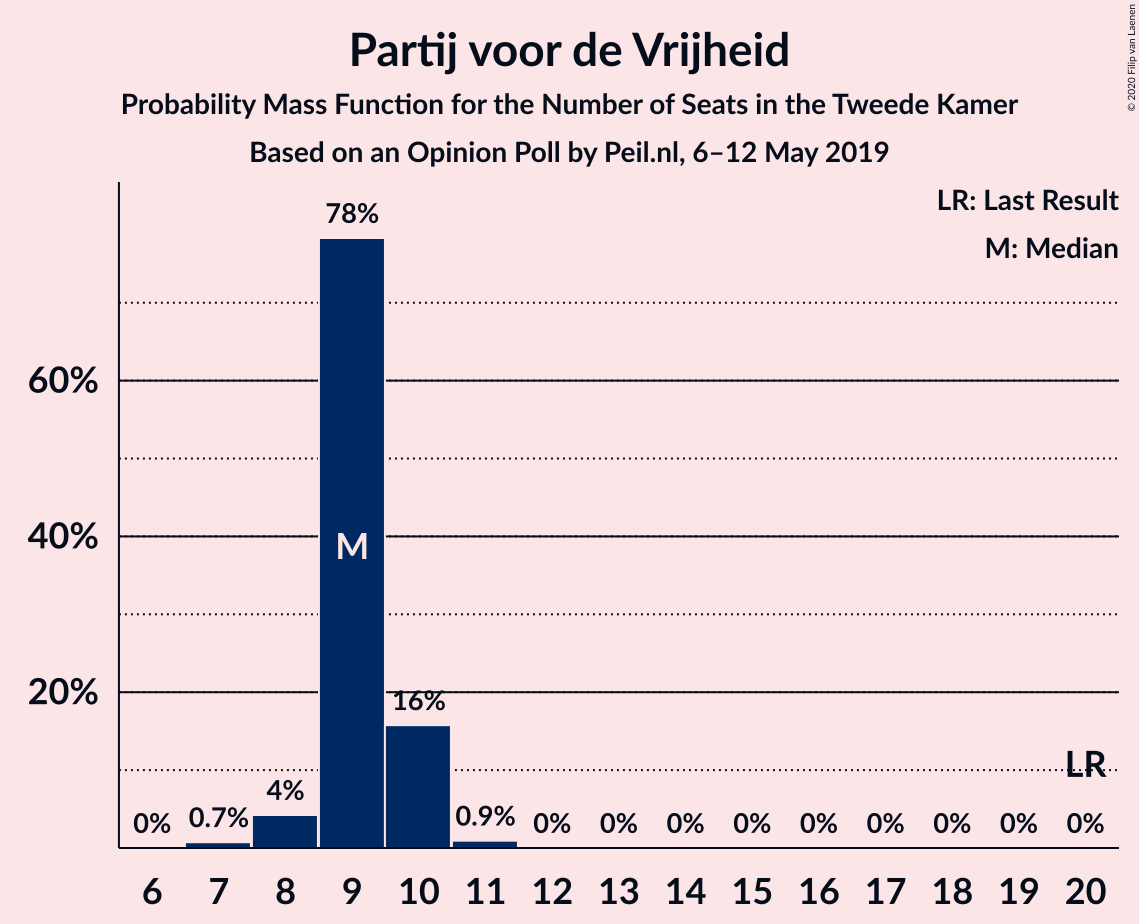 Partij voor de Vrijheid
Probability Mass Function for the Number of Seats in the Tweede Kamer
Based on an Opinion Poll by Peil.nl, 6–12 May 2019
© 2020 Filip van Laenen
LR: Last Result
M: Median
78%
60%
40%
M
20%
16%
LR
0% 0.7% 4% 0.9% 0% 0% 0% 0% 0% 0% 0% 0% 0%
6 7 8 9 10 11 12 13 14 15 16 17 18 19 20